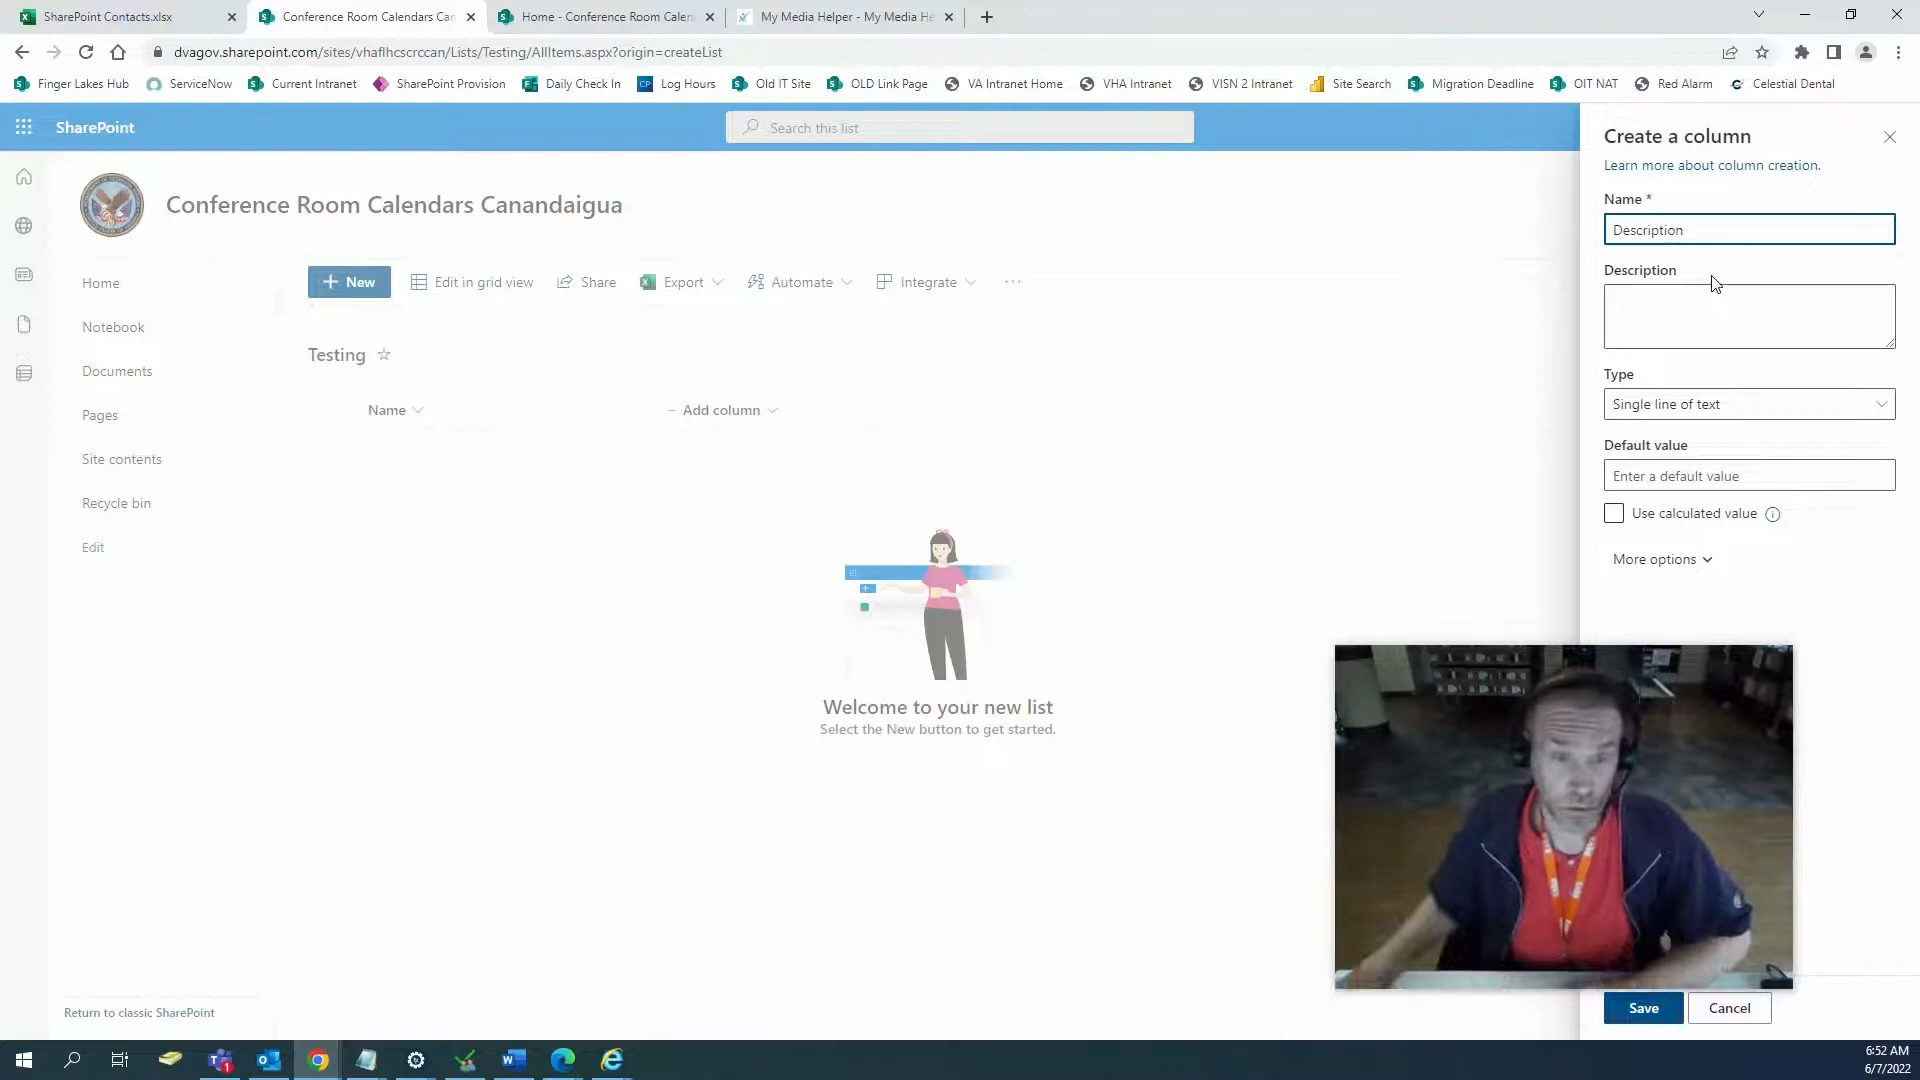 SharePoint Contacts.xlsx
Conference Room Calendars Can
Home - Conference Room Calen
My Media Helper - My Media He
dvagov.sharepoint.com/sites/vhaflhcscrccan/Lists/Testing/AllItems.aspx?origin=createList
Finger Lakes Hub
ServiceNow
Current Intranet
SharePoint Provision
Daily Check In
CP Log Hours
Old IT Site
OLD Link Page
VA Intranet Home
VHA Intranet
VISN 2 Intranet
Site Search
Migration Deadline
OIT NAT
Red Alarm
Celestial Dental
SharePoint
Search this list
Conference Room Calendars Canandaigua
Home
Notebook
Documents
Pages
Site contents
Recycle bin
Edit
Return to classic SharePoint
+ New
Edit in grid view
Share
Export
Automate
Integrate
···
Testing
Name
Add column
Welcome to your new list
Select the New button to get started.
Create a column
Learn more about column creation.
Name *
Description
Description
Type
Single line of text
Default value
Enter a default value
Use calculated value
More options
Save
Cancel
1
6:52 AM
6/7/2022